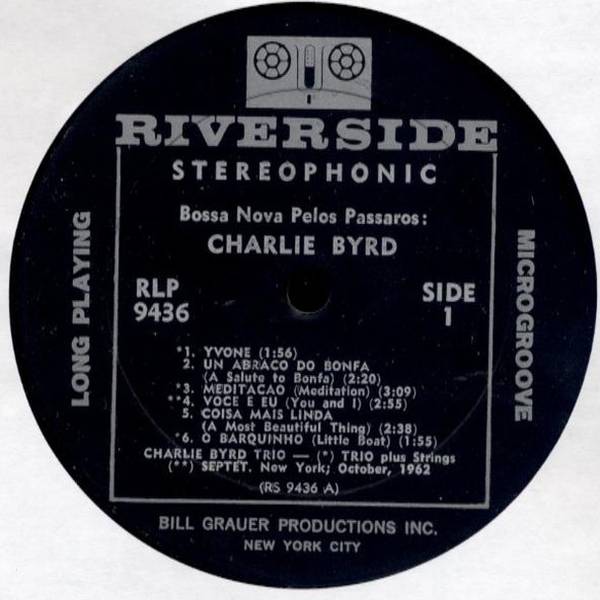 RIVERSIDE
STEREOPHONIC
Bossa Nova Pelos Passaros:
CHARLIE BYRD
RLP
9436
SIDE
1
LONG PLAYING
MICROGROOVE
*1. YVONE (1:56)
2. UN ABRACO DO BONFA
(A Salute to Bonfa) (2:20)
*3. MEDITACAO (Meditation) (3:09)
**4. VOCE E EU (You and I) (2:55)
5. COISA MAIS LINDA
(A Most Beautiful Thing) (2:38)
*6. O BARQUINHO (Little Boat) (1:55)
CHARLIE BYRD TRIO — (*) TRIO plus Strings
(**) SEPTET. New York; October, 1962
(RS 9436 A)
BILL GRAUER PRODUCTIONS INC.
NEW YORK CITY